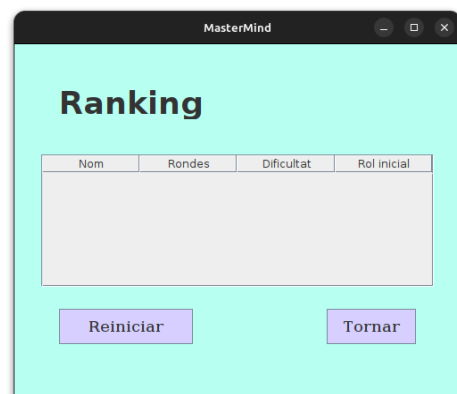 MasterMind
Ranking
Nom Rondes Dificultat Rol inicial
Reiniciar Tornar